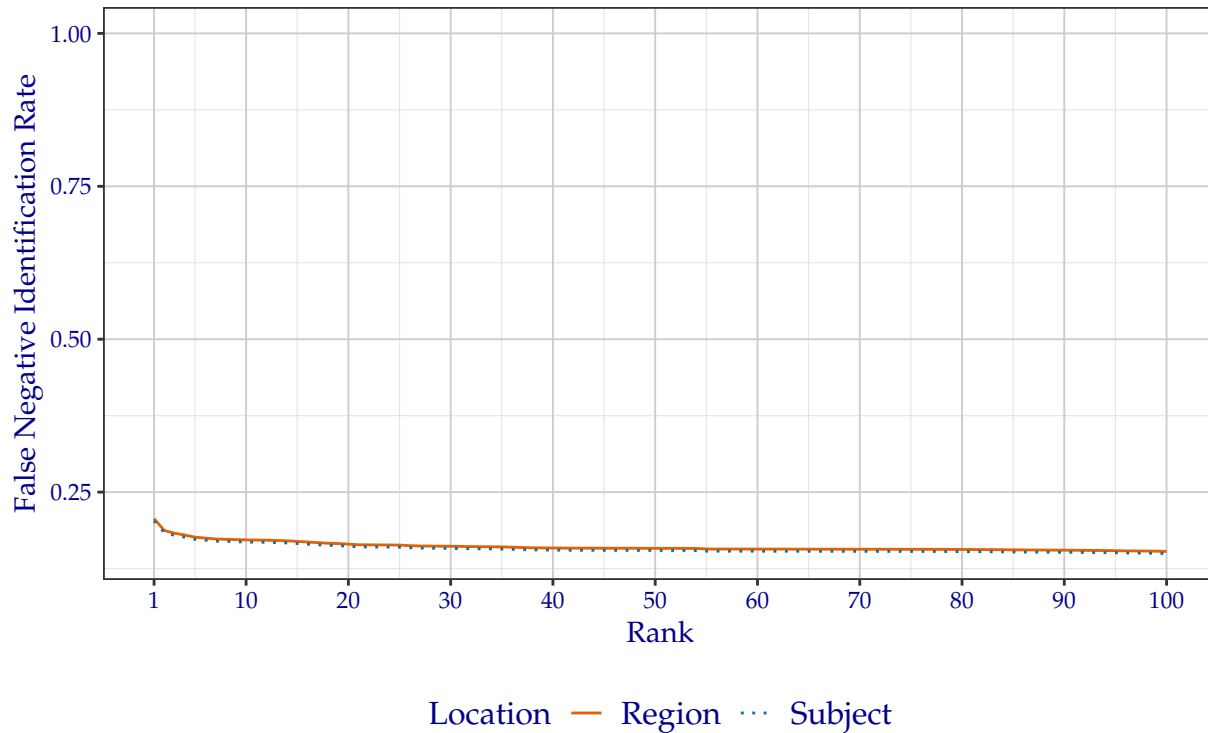 False Negative Identification Rate
1.00
0.75
0.50
0.25
1 10 20 30 40 50 60 70 80 90 100
Rank
Location Region Subject